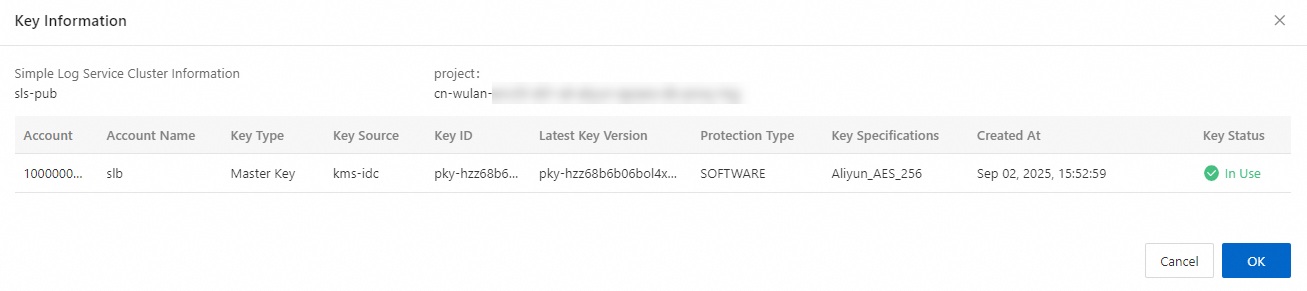 Key Information
Simple Log Service Cluster Information
sls-pub
project:
cn-wulan-
Account Account Name Key Type Key Source Key ID Latest Key Version Protection Type Key Specifications Created At Key Status
1000000... slb Master Key kms-idc pky-hzz68b6... pky-hzz68b6b06bol4x... SOFTWARE Aliyun_AES_256 Sep 02, 2025, 15:52:59 In Use
Cancel OK